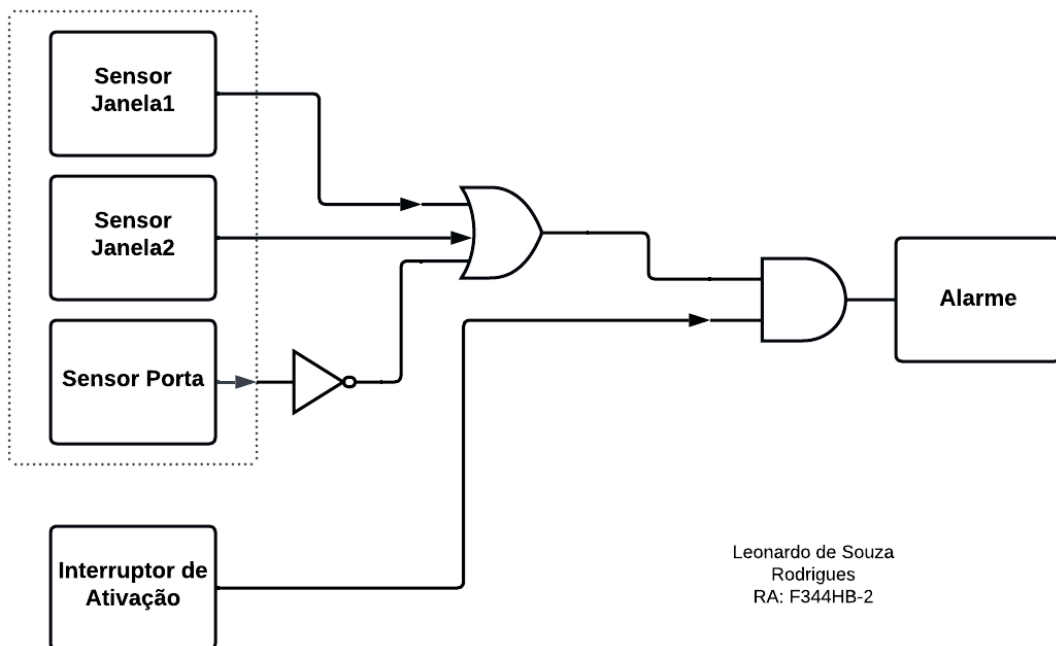 Sensor
Janela1
Sensor
Janela2
Sensor Porta
Interruptor de
Ativação
Alarme
Leonardo de Souza
Rodrigues
RA: F344HB-2